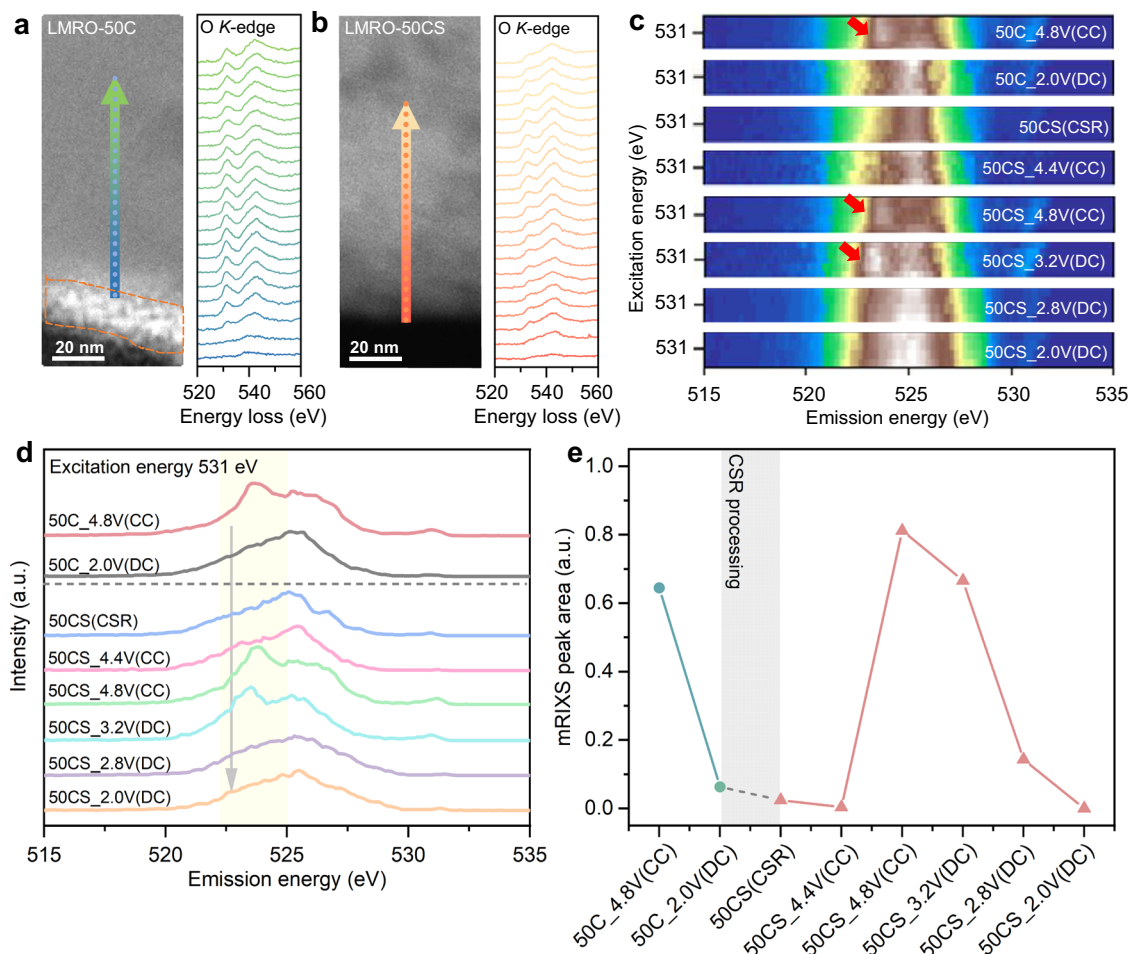 a
LMRO-50C
20 nm
O K-edge
520 540 560
Energy loss (eV)
b
LMRO-50CS
20 nm
O K-edge
520 540 560
Energy loss (eV)
c
Excitation energy (eV)
531
50C_4.8V(CC)
531
50C_2.0V(DC)
531
50CS(CSR)
531
50CS_4.4V(CC)
531
50CS_4.8V(CC)
531
50CS_3.2V(DC)
531
50CS_2.8V(DC)
531
50CS_2.0V(DC)
515 520 525 530 535
Emission energy (eV)
d
Excitation energy 531 eV
50C_4.8V(CC)
50C_2.0V(DC)
50CS(CSR)
50CS_4.4V(CC)
50CS_4.8V(CC)
50CS_3.2V(DC)
50CS_2.8V(DC)
50CS_2.0V(DC)
Intensity (a.u.)
515 520 525 530 535
Emission energy (eV)
e
CSR processing
mRIXS peak area (a.u.)
1.0
0.8
0.6
0.4
0.2
0.0
50C_4.8V(CC)
50C_2.0V(DC)
50CS(CSR)
50CS_4.4V(CC)
50CS_4.8V(CC)
50CS_3.2V(DC)
50CS_2.8V(DC)
50CS_2.0V(DC)